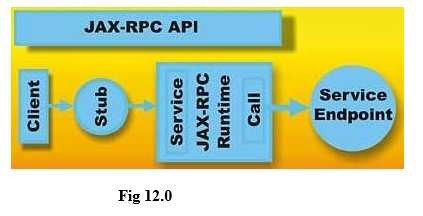 JAX-RPC API
Client
Stub
Service
JAX-RPC
Runtime
Call
Service
Endpoint
Fig 12.0